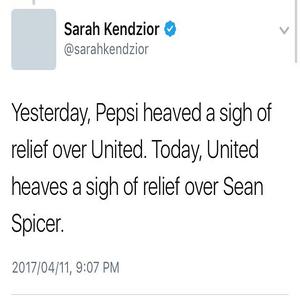 Sarah Kendzior
@sarahkendzior
Yesterday, Pepsi heaved a sigh of
relief over United. Today, United
heaves a sigh of relief over Sean
Spicer.
2017/04/11, 9:07 PM